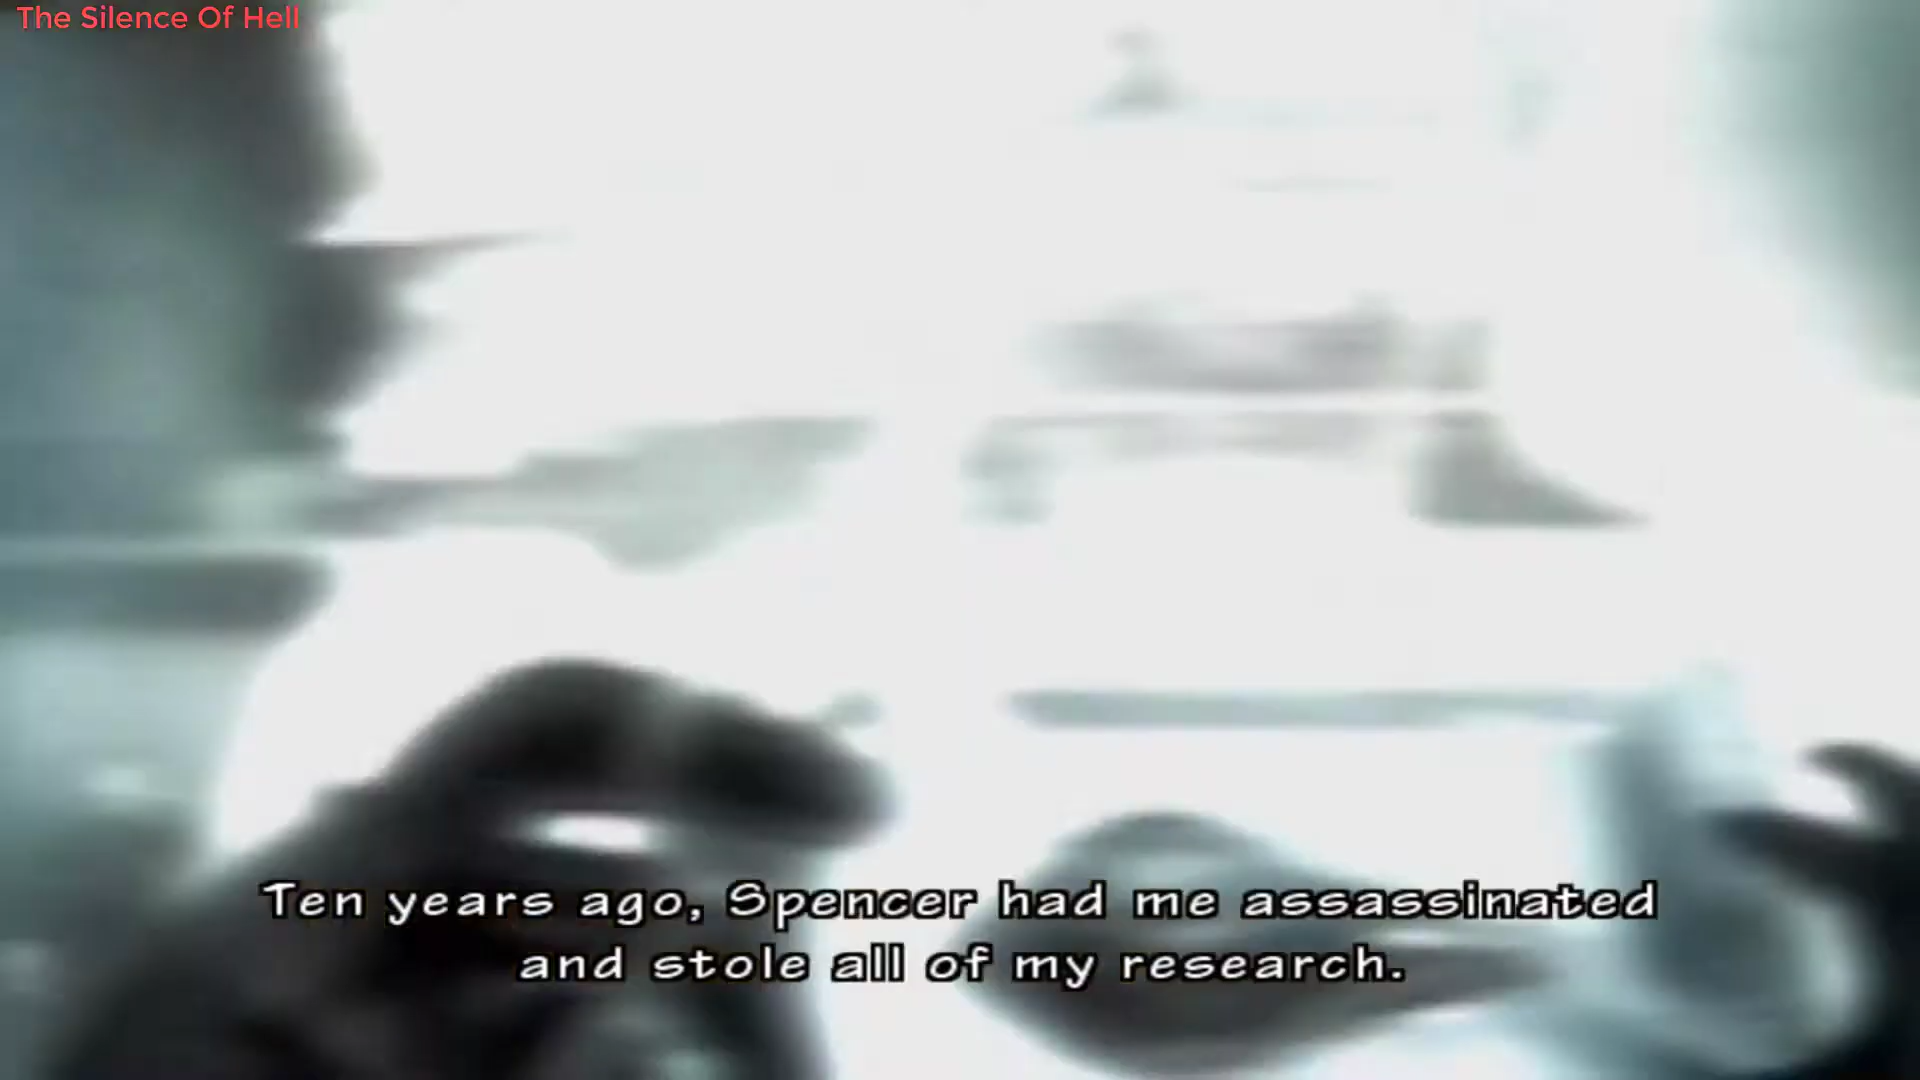 The Silence Of Hell
Ten years ago, Spencer had me assassinated
and stole all of my research.